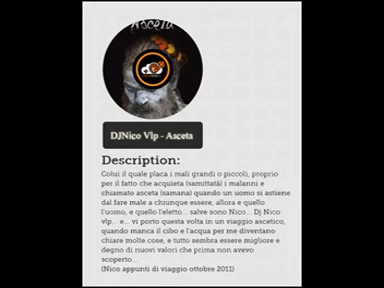 Asceta
DJNico Vlp - Asceta
Description:
Colui il quale placa i mali grandi o piccoli, proprio
per il fatto che acquieta (samittatà) i malanni e
chiamato asceta (samana) quando un uomo si astiene
dal fare male a chiunque essere, allora e quello
l'uomo, e quello l'eletto... salve sono Nico... Dj Nico
vlp... e... vi porto questa volta in un viaggio ascetico,
quando manca il cibo e l'acqua per me diventano
chiare molte cose, e tutto sembra essere migliore e
degno di nuovi valori che prima non avevo
scoperto...
(Nico appunti di viaggio ottobre 2011)